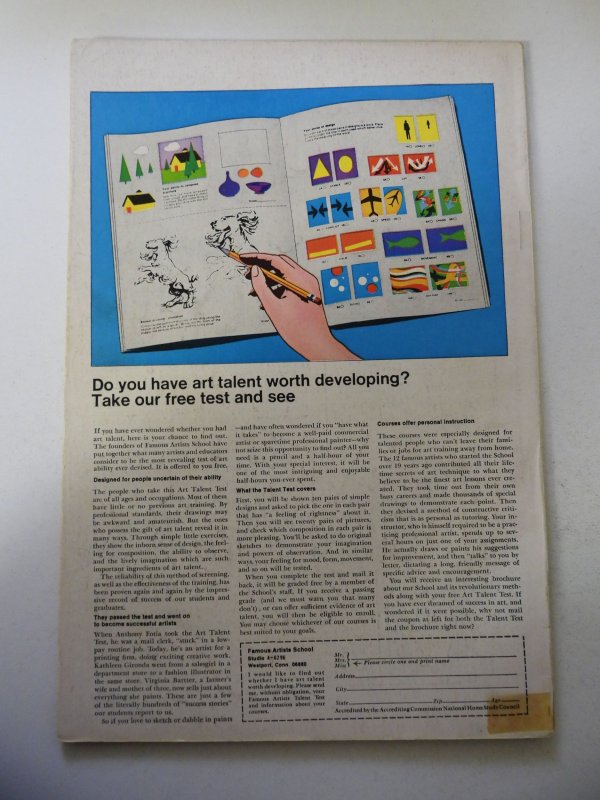 Do you have art talent worth developing?
Take our free test and see
If you have ever wondered whether you had
art talent, here is your chance to find out.
The founders of Famous Artists School have
put together what many artists and educators
consider to be the most revealing test of art
ability ever derived. It is offered to you free.
Designed for people uncertain of their ability
The people who take this Art Talent Test
are of all ages and occupations. Most of them
have little or no previous art training. By
professional standards, their drawings may
be awkward and amateurish. But the ones
who possess the gift of art talent reveal it in
many ways. Through simple little exercises,
they show the inborn sense of design, the feel-
ing for composition, the ability to observe,
and the lively imagination which are such
important ingredients of art talent.
The reliability of this method of screening,
as well as the effectiveness of the training, has
been proven again and again by the impres-
sive record of success of our students and
graduates.
They passed the test and went on
to become successful artists
When Anthony Fotia took the Art Talent
Test, he was a mail clerk, "stuck" in a low-
pay routine job. Today, he's an artist for a
printing firm, doing exciting creative work.
Kathleen Gironda went from a salesgirl in a
department store to a fashion illustrator in
the same store. Virginia Bartter, a farmer's
wife and mother of three, now sells just about
everything she paints. These are just a few
of the literally hundreds of "success stories"
our students report to us.
So if you love to sketch or dabble in paints
—and have often wondered if you "have what
it takes" to become a well-paid commercial
artist or sparetime professional painter—why
not seize this opportunity to find out? All you
need is a pencil and a half-hour of your
time. With your special interest, it will be
one of the most intriguing and enjoyable
half-hours you ever spent.
What the Talent Test covers
First, you will be shown ten pairs of simple
designs and asked to pick the one in each pair
that has "a feeling of rightness" about it.
Then you will see twenty pairs of pictures,
and check which composition in each pair is
more pleasing. You'll be asked to do original
sketches to demonstrate your imagination
and powers of observation. And in similar
ways, your feeling for mood, form, movement,
and so on will be tested.
When you complete the test and mail it
back, it will be graded free by a member of
the School's staff. If you receive a passing
grade (and we must warn you that many
don't), or can offer sufficient evidence of art
talent, you will then be eligible to enroll.
You may choose whichever of our courses is
best suited to your goals.
Courses offer personal instruction
These courses were especially designed for
talented people who can't leave their fami-
lies or jobs for art training away from home.
The 12 famous artists who started the School
over 19 years ago contributed all their life-
time secrets of art technique to what they
believe to be the finest art lessons ever cre-
ated. They took time out from their own
busy careers and made thousands of special
drawings to demonstrate each point. Then
they devised a method of constructive criti-
cism that is as personal as tutoring. Your in-
structor, who is himself required to be a prac-
ticing professional artist, spends up to sev-
eral hours on just one of your assignments.
He actually draws or paints his suggestions
for improvement, and then "talks" to you by
letter, dictating a long, friendly message of
specific advice and encouragement.
You will receive an interesting brochure
about our School and its revolutionary meth-
ods along with your free Art Talent Test. If
you have ever dreamed of success in art, and
wondered if it were possible, why not mail
the coupon at left for both the Talent Test
and the brochure right now?
Famous Artists School
Westport, Conn. 06880
I would like to find out
whether I have art talent
worth developing. Please send
me, without obligation, your
Famous Artists Talent Test
and information about your
courses.
Mr.
Mrs.
Miss
Please circle one and print name
Address
City
State Zip Age
Accredited by the Accrediting Commission National Home Study Council